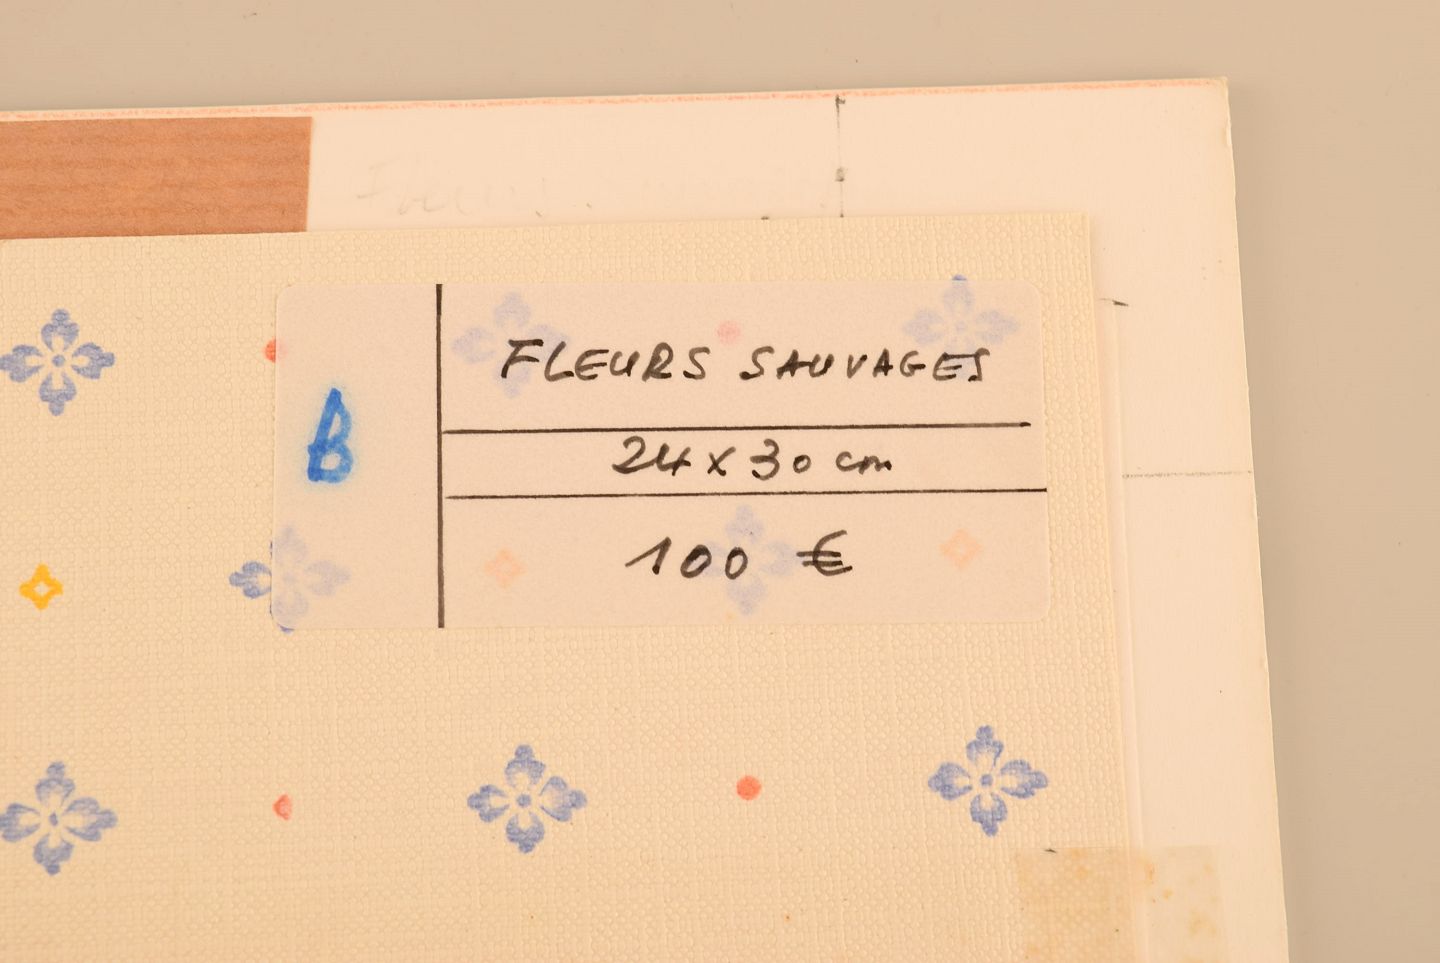 B
FLEURS SAUVAGES
24 x 30 cm
100 €